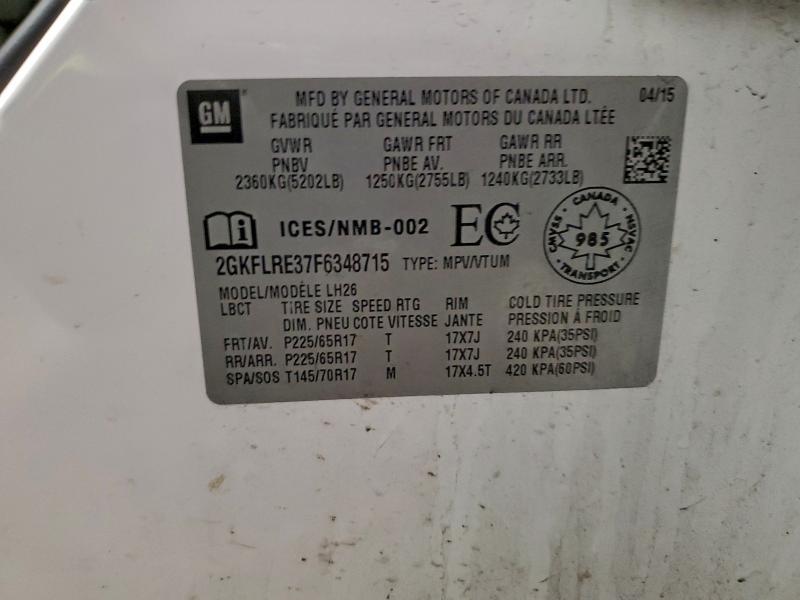 GM
MFD BY GENERAL MOTORS OF CANADA LTD. 04/15
FABRIQUÉ PAR GENERAL MOTORS DU CANADA LTÉE
GVWR GAWR FRT GAWR RR
PNBV PNBE AV. PNBE ARR.
2360KG(5202LB) 1250KG(2755LB) 1240KG(2733LB)
ICES/NMB-002 EC
CANADA
CMVSS 985 NSVAC
TRANSPORT
2GKFLRE37F6348715 TYPE: MPV/VTUM
MODEL/MODÈLE LH26
LBCT TIRE SIZE SPEED RTG RIM COLD TIRE PRESSURE
DIM. PNEU COTE VITESSE JANTE PRESSION À FROID
FRT/AV. P225/65R17 T 17X7J 240 KPA(35PSI)
RR/ARR. P225/65R17 T 17X7J 240 KPA(35PSI)
SPA/SOS T145/70R17 M 17X4.5T 420 KPA(60PSI)